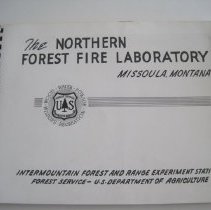 The NORTHERN
FOREST FIRE LABORATORY
MISSOULA, MONTANA
U S
INTERMOUNTAIN FOREST AND RANGE EXPERIMENT STATI
FOREST SERVICE - U.S. DEPARTMENT OF AGRICULTURE